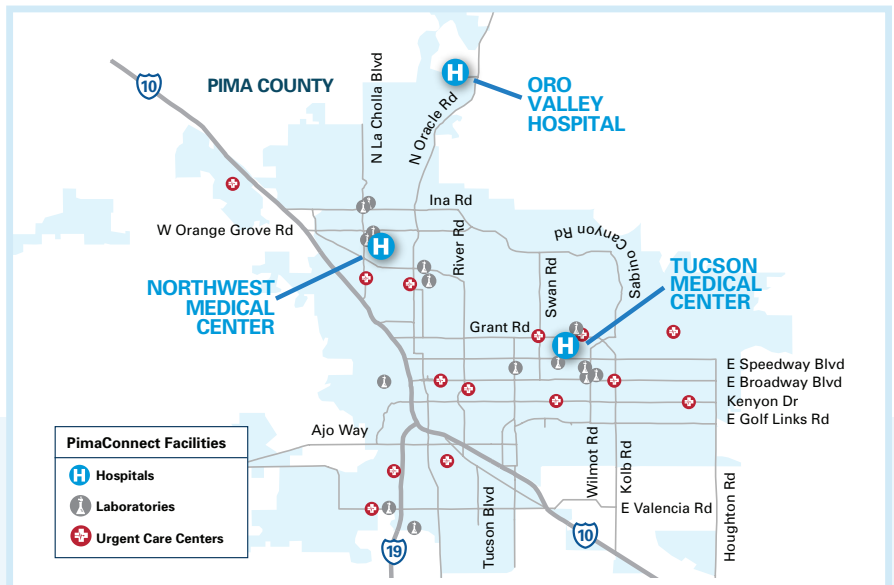 10
PIMA COUNTY
N La Cholla Blvd
H
N Oracle Rd
ORO
VALLEY
HOSPITAL
Ina Rd
W Orange Grove Rd
River Rd
Sabino Canyon Rd
H
NORTHWEST
MEDICAL
CENTER
Swan Rd
TUCSON
MEDICAL
CENTER
Grant Rd
H
E Speedway Blvd
E Broadway Blvd
Kenyon Dr
E Golf Links Rd
Ajo Way
Wilmot Rd
Kolb Rd
E Valencia Rd
Houghton Rd
Tucson Blvd
19
10
PimaConnect Facilities
H Hospitals
Laboratories
Urgent Care Centers